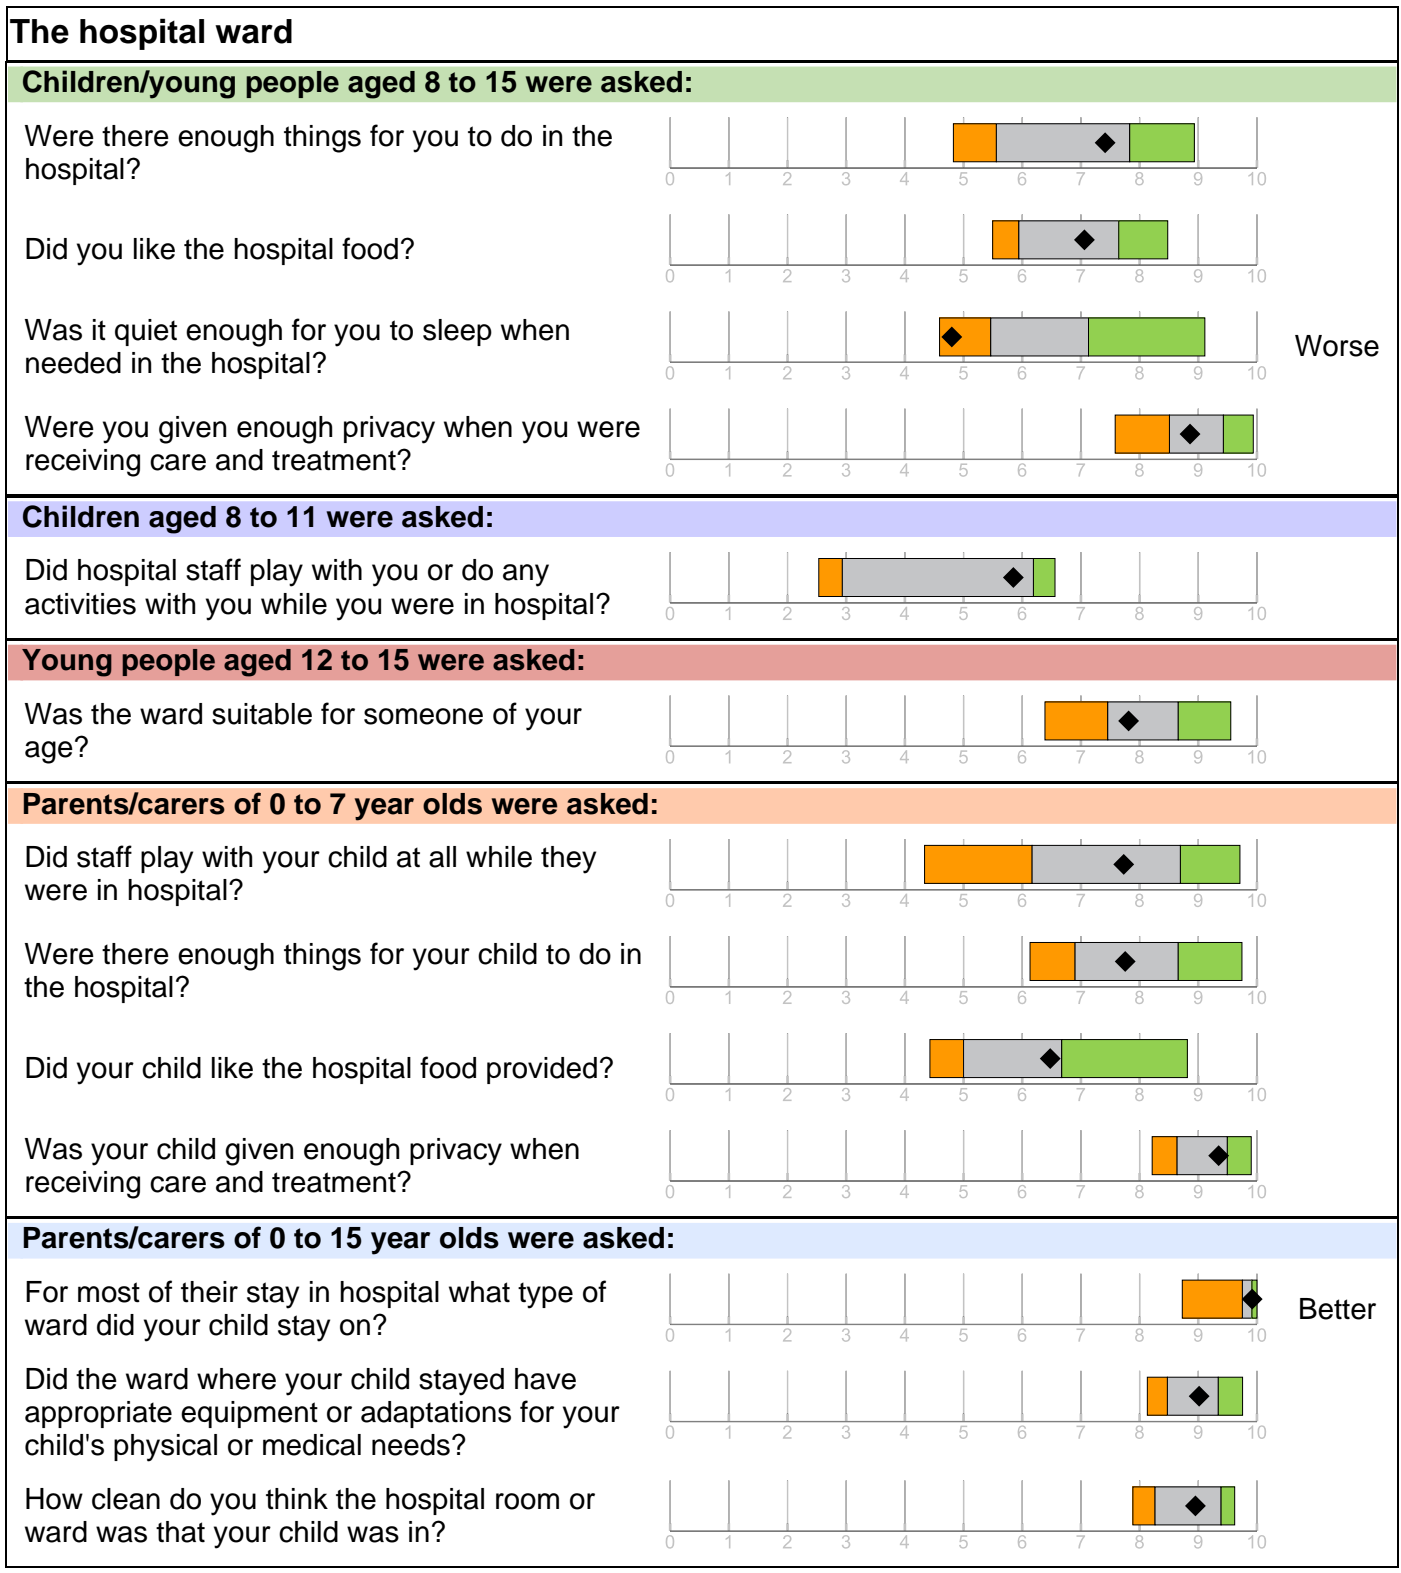 The hospital ward
Children/young people aged 8 to 15 were asked:
Were there enough things for you to do in the
hospital?
0 1 2 3 4 5 6 7 8 9 10
Did you like the hospital food?
0 1 2 3 4 5 6 7 8 9 10
Was it quiet enough for you to sleep when
needed in the hospital?
Worse
0 1 2 3 4 5 6 7 8 9 10
Were you given enough privacy when you were
receiving care and treatment?
0 1 2 3 4 5 6 7 8 9 10
Children aged 8 to 11 were asked:
Did hospital staff play with you or do any
activities with you while you were in hospital?
0 1 2 3 4 5 6 7 8 9 10
Young people aged 12 to 15 were asked:
Was the ward suitable for someone of your
age?
0 1 2 3 4 5 6 7 8 9 10
Parents/carers of 0 to 7 year olds were asked:
Did staff play with your child at all while they
were in hospital?
0 1 2 3 4 5 6 7 8 9 10
Were there enough things for your child to do in
the hospital?
0 1 2 3 4 5 6 7 8 9 10
Did your child like the hospital food provided?
0 1 2 3 4 5 6 7 8 9 10
Was your child given enough privacy when
receiving care and treatment?
0 1 2 3 4 5 6 7 8 9 10
Parents/carers of 0 to 15 year olds were asked:
For most of their stay in hospital what type of
ward did your child stay on?
Better
0 1 2 3 4 5 6 7 8 9 10
Did the ward where your child stayed have
appropriate equipment or adaptations for your
child's physical or medical needs?
0 1 2 3 4 5 6 7 8 9 10
How clean do you think the hospital room or
ward was that your child was in?
0 1 2 3 4 5 6 7 8 9 10